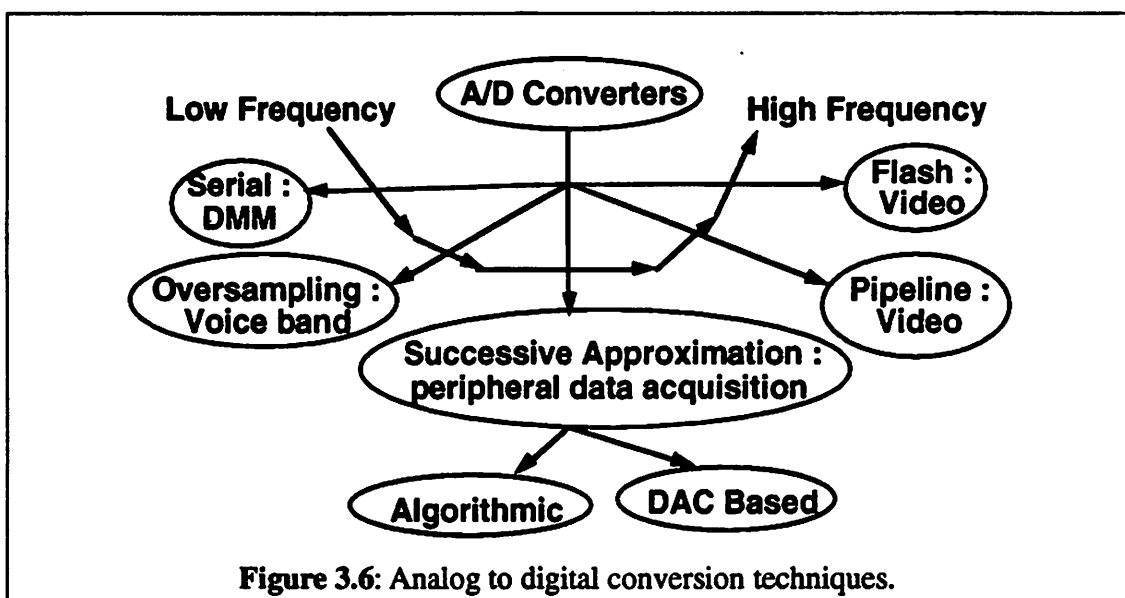 A/D Converters
Low Frequency
High Frequency
Serial :
DMM
Flash :
Video
Oversampling :
Voice band
Pipeline :
Video
Successive Approximation :
peripheral data acquisition
Algorithmic
DAC Based
Figure 3.6: Analog to digital conversion techniques.